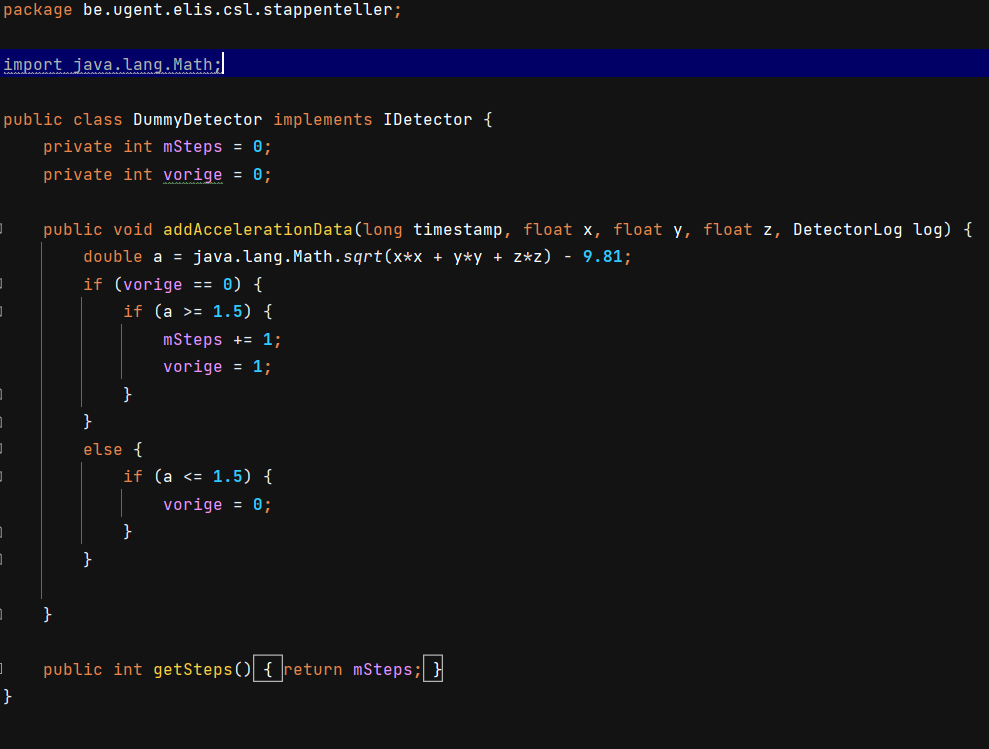 package be.ugent.elis.csl.stappenteller;
import java.lang.Math;
public class DummyDetector implements IDetector {
    private int mSteps = 0;
    private int vorige = 0;
    public void addAccelerationData(long timestamp, float x, float y, float z, DetectorLog log) {
        double a = java.lang.Math.sqrt(x*x + y*y + z*z) - 9.81;
        if (vorige == 0) {
            if (a >= 1.5) {
                mSteps += 1;
                vorige = 1;
            }
        }
        else {
            if (a <= 1.5) {
                vorige = 0;
            }
        }
    }
    public int getSteps() { return mSteps; }
}